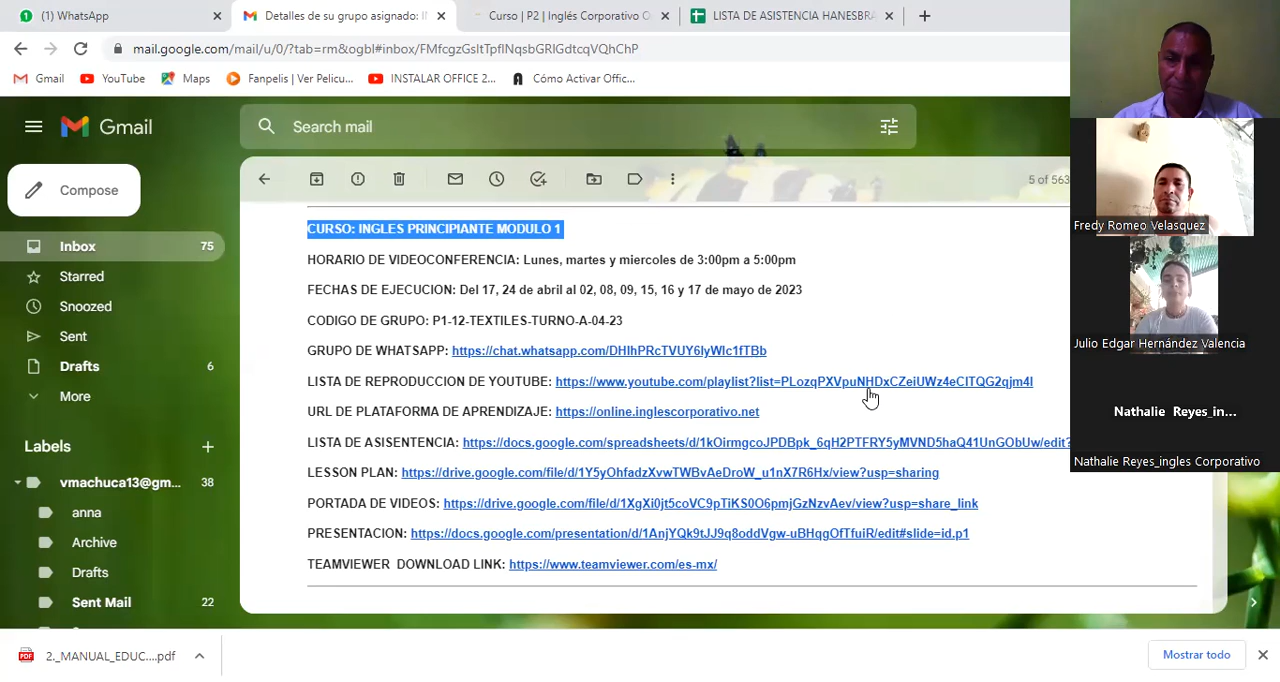 (1) WhatsApp
Detalles de su grupo asignado: IN
Curso | P2 | Inglés Corporativo O
LISTA DE ASISTENCIA HANESBRA
mail.google.com/mail/u/0/?tab=rm&ogbl#inbox/FMfcgzGsltTpflNqsbGRlGdtcqVQhChP
Gmail
YouTube
Maps
Fanpelis | Ver Pelicu...
INSTALAR OFFICE 2...
Cómo Activar Offic...
Gmail
Search mail
Compose
5 of 563
Inbox 75
Starred
Snoozed
Sent
Drafts 6
More
Labels
vmachuca13@gm... 38
anna
Archive
Drafts
Sent Mail 22
CURSO: INGLES PRINCIPIANTE MODULO 1
HORARIO DE VIDEOCONFERENCIA: Lunes, martes y miercoles de 3:00pm a 5:00pm
FECHAS DE EJECUCION: Del 17, 24 de abril al 02, 08, 09, 15, 16 y 17 de mayo de 2023
CODIGO DE GRUPO: P1-12-TEXTILES-TURNO-A-04-23
GRUPO DE WHATSAPP: https://chat.whatsapp.com/DHIhPRcTVUY6IyWIc1fTBb
LISTA DE REPRODUCCION DE YOUTUBE: https://www.youtube.com/playlist?list=PLozqPXVpuNHDxCZeiUWz4eCITQG2qjm4I
URL DE PLATAFORMA DE APRENDIZAJE: https://online.inglescorporativo.net
LISTA DE ASISENTENCIA: https://docs.google.com/spreadsheets/d/1kOirmgcoJPDBpk_6qH2PTFRY5yMVND5haQ41UnGObUw/edit?
LESSON PLAN: https://drive.google.com/file/d/1Y5yOhfadzXvwTWBvAeDroW_u1nX7R6Hx/view?usp=sharing
PORTADA DE VIDEOS: https://drive.google.com/file/d/1XgXi0jt5coVC9pTiKS0O6pmjGzNzvAev/view?usp=share_link
PRESENTACION: https://docs.google.com/presentation/d/1AnjYQk9tJJ9q8oddVgw-uBHqgOfTfuiR/edit#slide=id.p1
TEAMVIEWER DOWNLOAD LINK: https://www.teamviewer.com/es-mx/
Fredy Romeo Velasquez
Julio Edgar Hernández Valencia
Nathalie Reyes_in...
Nathalie Reyes_ingles Corporativo
2._MANUAL_EDUC....pdf
Mostrar todo